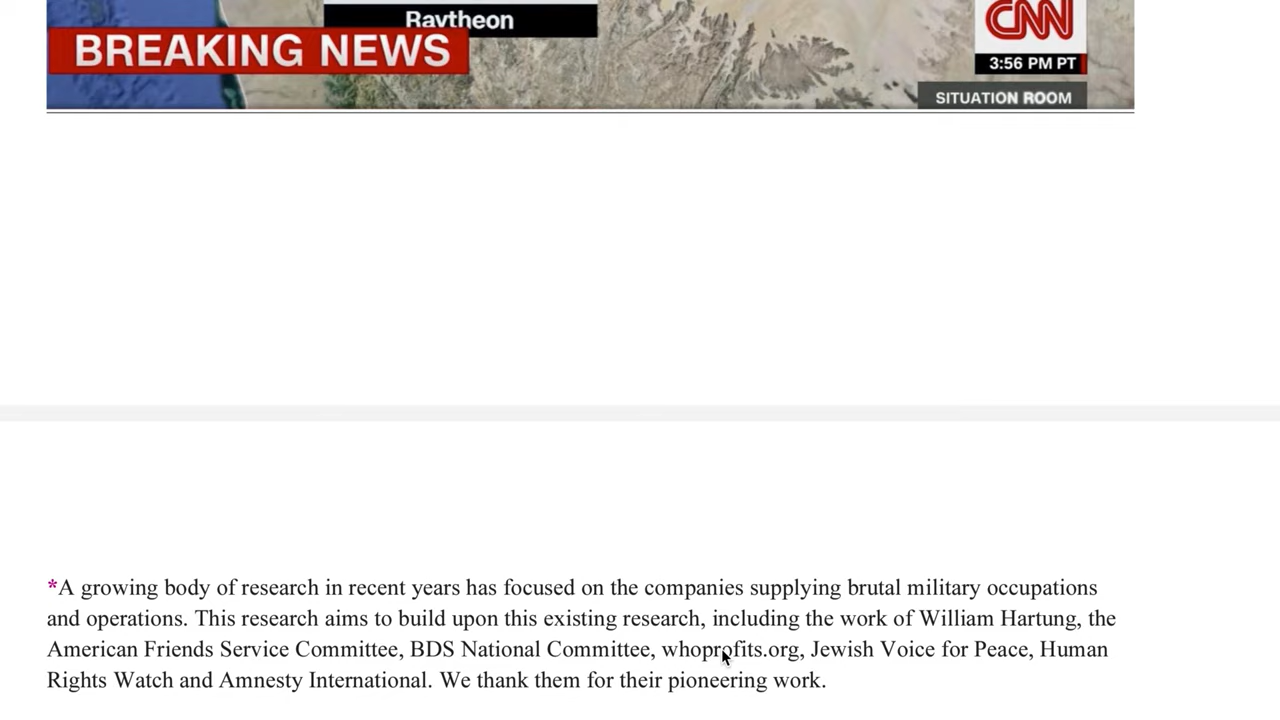 Raytheon
BREAKING NEWS
CNN
3:56 PM PT
SITUATION ROOM
*A growing body of research in recent years has focused on the companies supplying brutal military occupations
and operations. This research aims to build upon this existing research, including the work of William Hartung, the
American Friends Service Committee, BDS National Committee, whoprofits.org, Jewish Voice for Peace, Human
Rights Watch and Amnesty International. We thank them for their pioneering work.